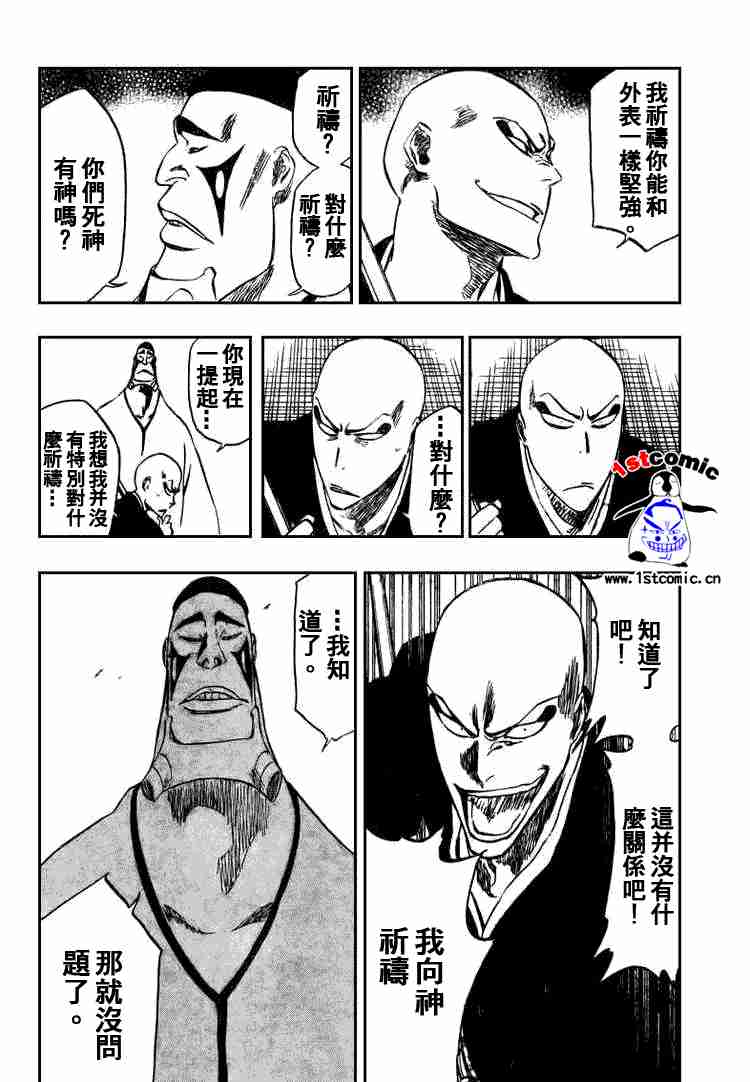 我祈禱你能和
外表一樣堅強。
祈禱?
對什麼
祈禱?
你們死神
有神嗎?
1stcomic
www.1stcomic.cn
…對什麼?
你現在
一提起…
我想我并沒
有特別對什
麼祈禱…
知道了
吧!
這并沒有什
麼關係吧!
我向神
祈禱
…我知
道了。
那就沒問
題了。